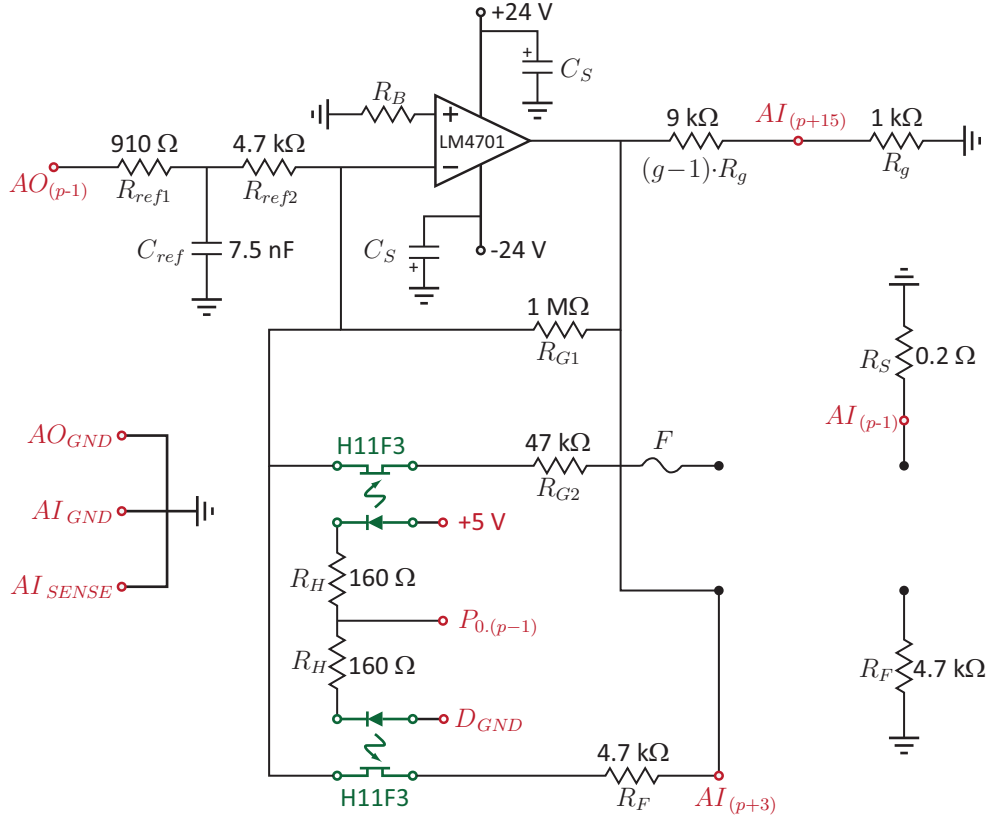 +24 V
+
C_S
R_B
+
LM4701
−
9 kΩ
AI_(p+15)
1 kΩ
(g−1)·R_g
R_g
910 Ω
4.7 kΩ
AO_(p-1)
R_ref1
R_ref2
C_ref
7.5 nF
C_S
+
-24 V
1 MΩ
R_G1
R_S
0.2 Ω
AI_(p-1)
AO_GND
H11F3
47 kΩ
F
R_G2
AI_GND
+5 V
AI_SENSE
R_H
160 Ω
P_0.(p−1)
R_H
160 Ω
R_F
4.7 kΩ
D_GND
4.7 kΩ
H11F3
R_F
AI_(p+3)